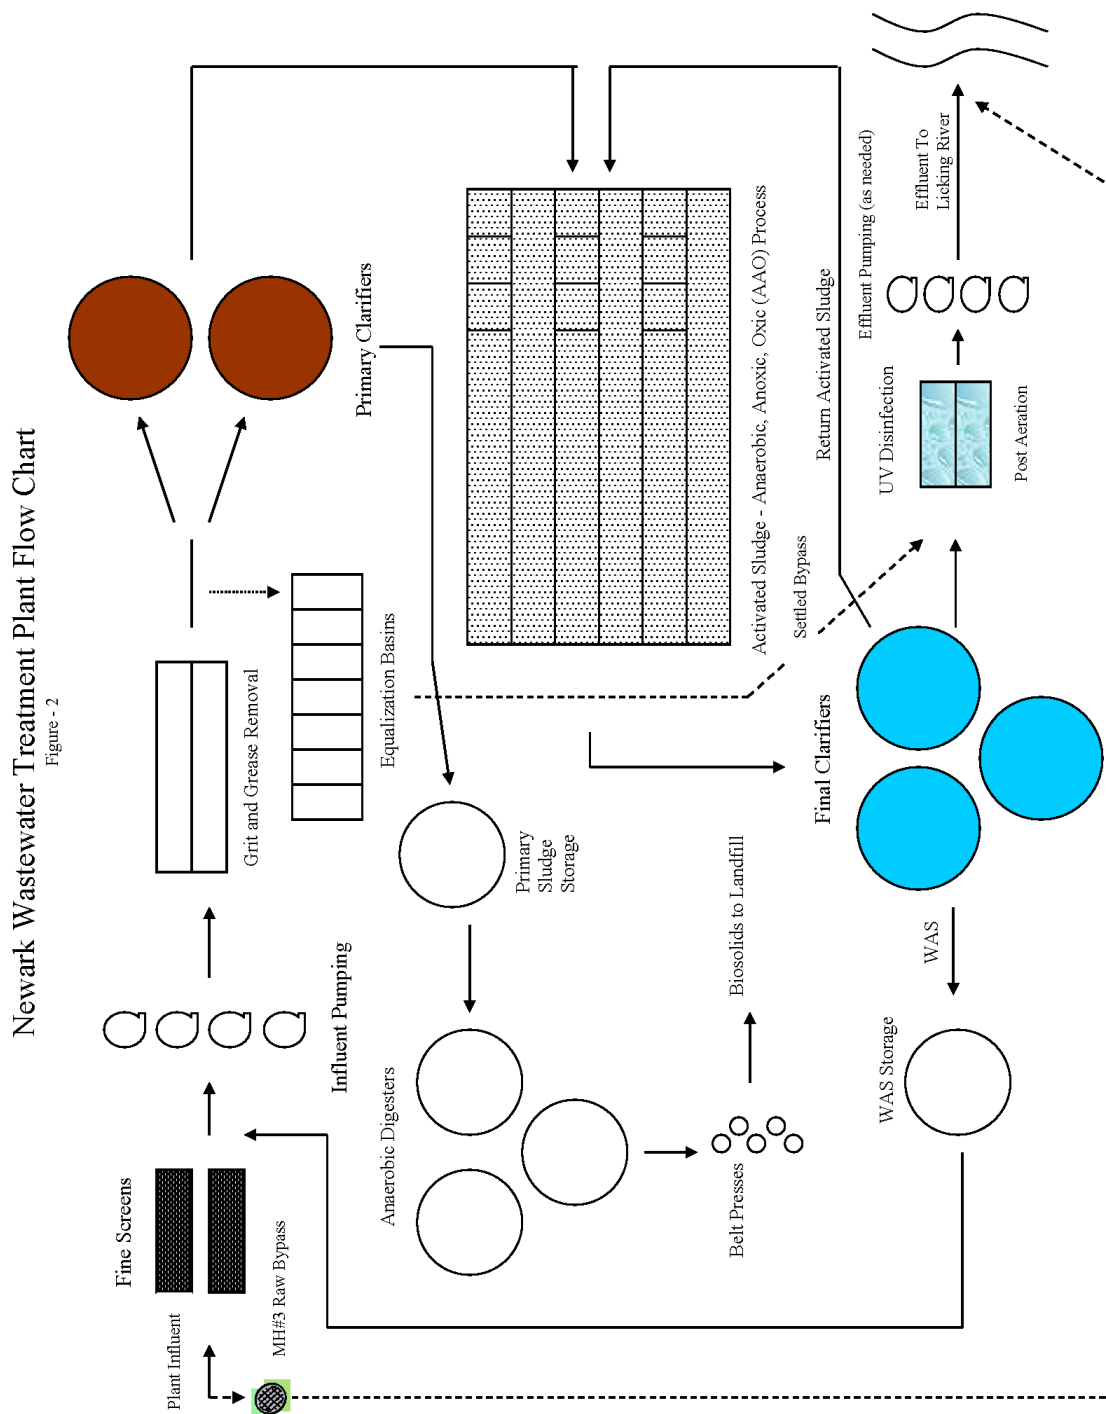 Newark Wastewater Treatment Plant Flow Chart
Figure - 2
Plant Influent
MH#3 Raw Bypass
Fine Screens
Influent Pumping
Grit and Grease Removal
Equalization Basins
Primary Clarifiers
Primary
Sludge
Storage
Anaerobic Digesters
Belt Presses
Biosolids to Landfill
Activated Sludge - Anaerobic, Anoxic, Oxic (AAO) Process
Settled Bypass
Return Activated Sludge
Final Clarifiers
WAS
WAS Storage
UV Disinfection
Post Aeration
Effluent Pumping (as needed)
Effluent To
Licking River